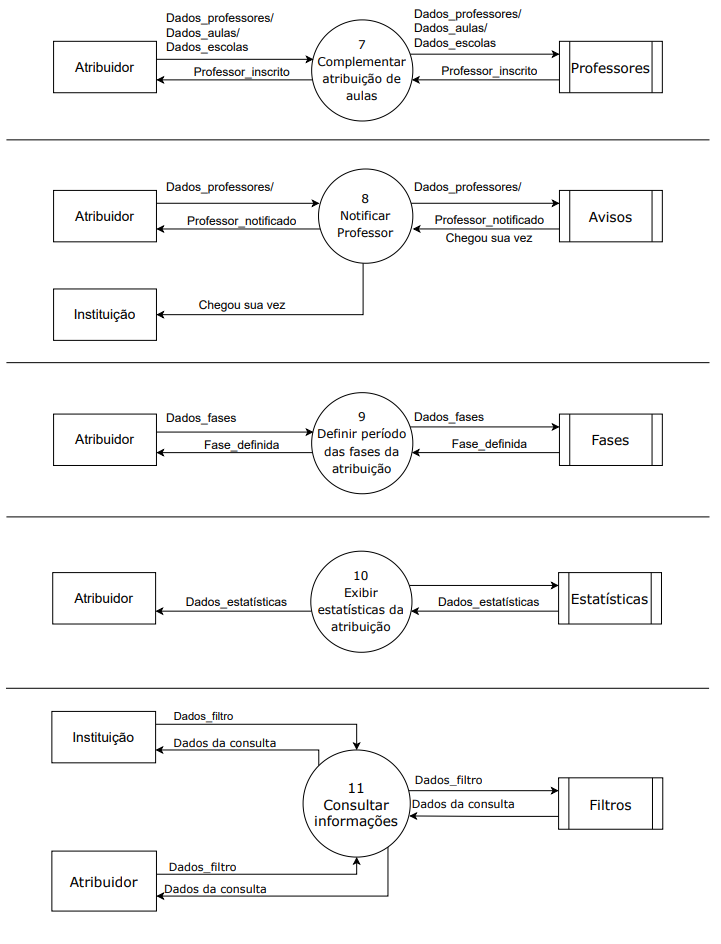 Dados_professores/
Dados_aulas/
Dados_escolas
Atribuidor
Professor_inscrito
7
Complementar
atribuição de
aulas
Dados_professores/
Dados_aulas/
Dados_escolas
Professor_inscrito
Professores
Dados_professores/
Atribuidor
Professor_notificado
8
Notificar
Professor
Dados_professores/
Professor_notificado
Chegou sua vez
Avisos
Instituição
Chegou sua vez
Dados_fases
Atribuidor
Fase_definida
9
Definir período
das fases da
atribuição
Dados_fases
Fase_definida
Fases
Atribuidor
Dados_estatísticas
10
Exibir
estatísticas da
atribuição
Dados_estatísticas
Estatísticas
Instituição
Dados_filtro
Dados da consulta
11
Consultar
informações
Dados_filtro
Dados da consulta
Filtros
Atribuidor
Dados_filtro
Dados da consulta